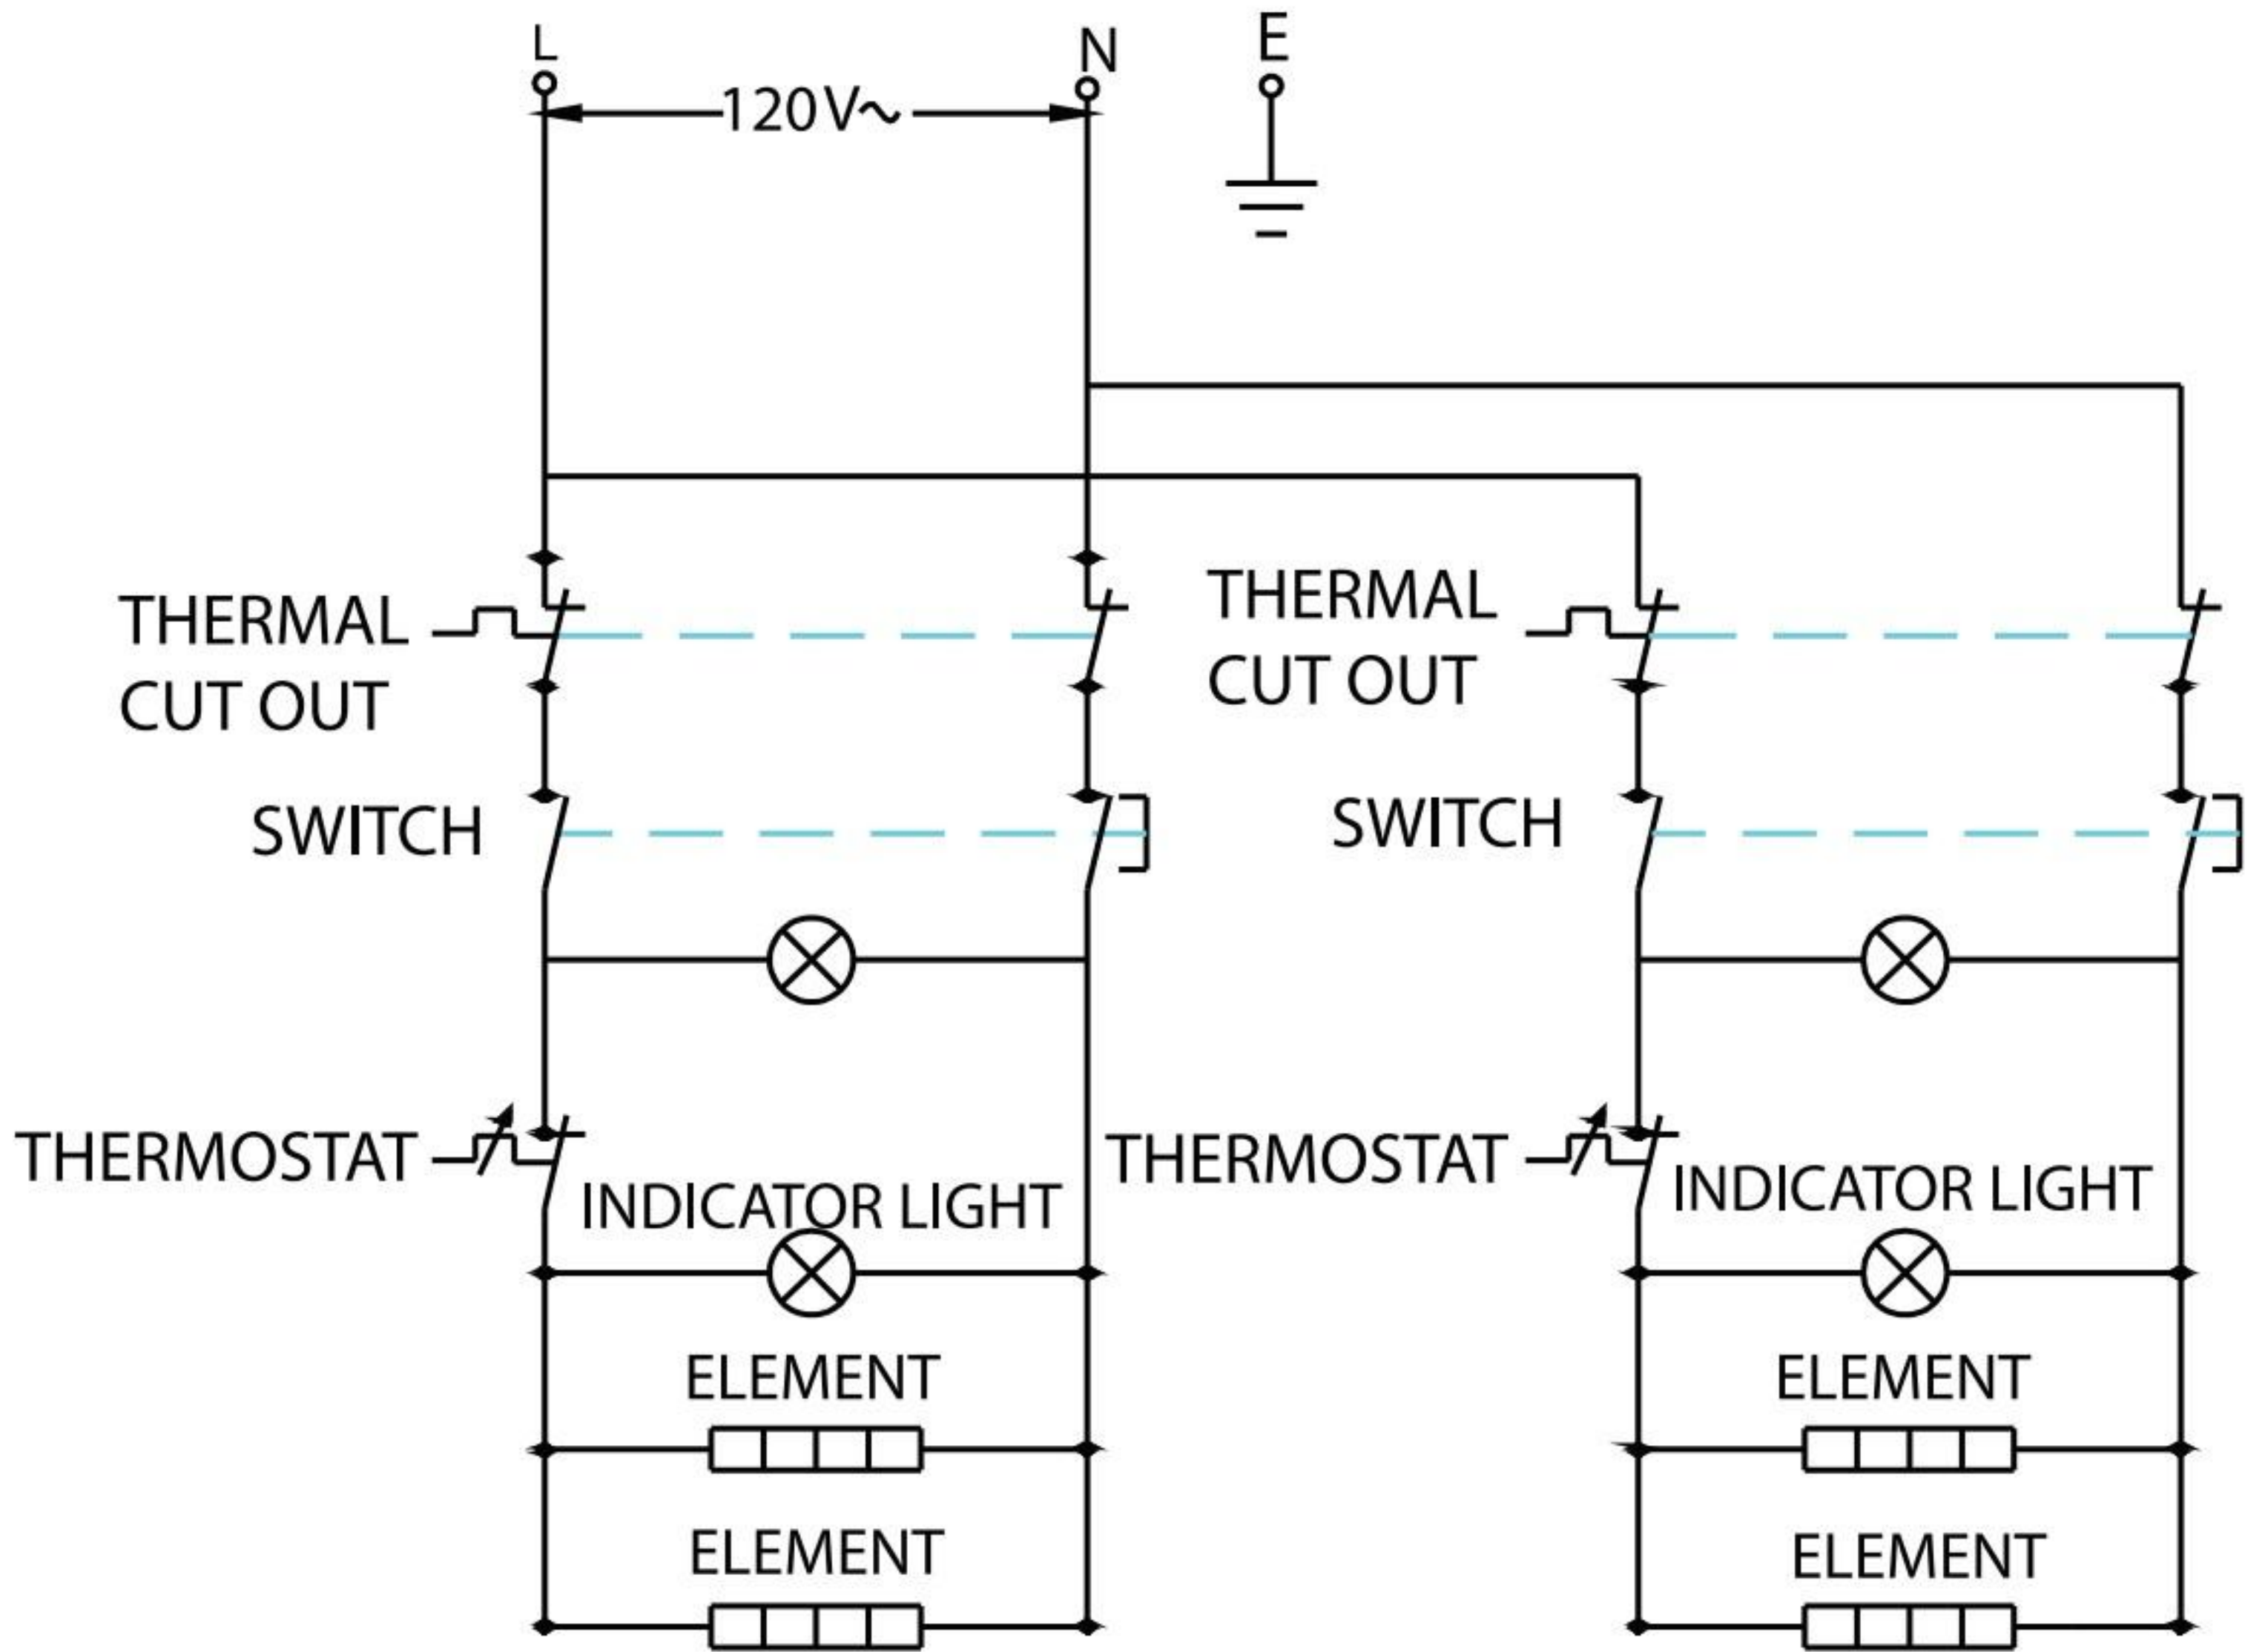 L
N
E
120V~
THERMAL
CUT OUT
THERMAL
CUT OUT
SWITCH
SWITCH
THERMOSTAT
INDICATOR LIGHT
THERMOSTAT
INDICATOR LIGHT
ELEMENT
ELEMENT
ELEMENT
ELEMENT